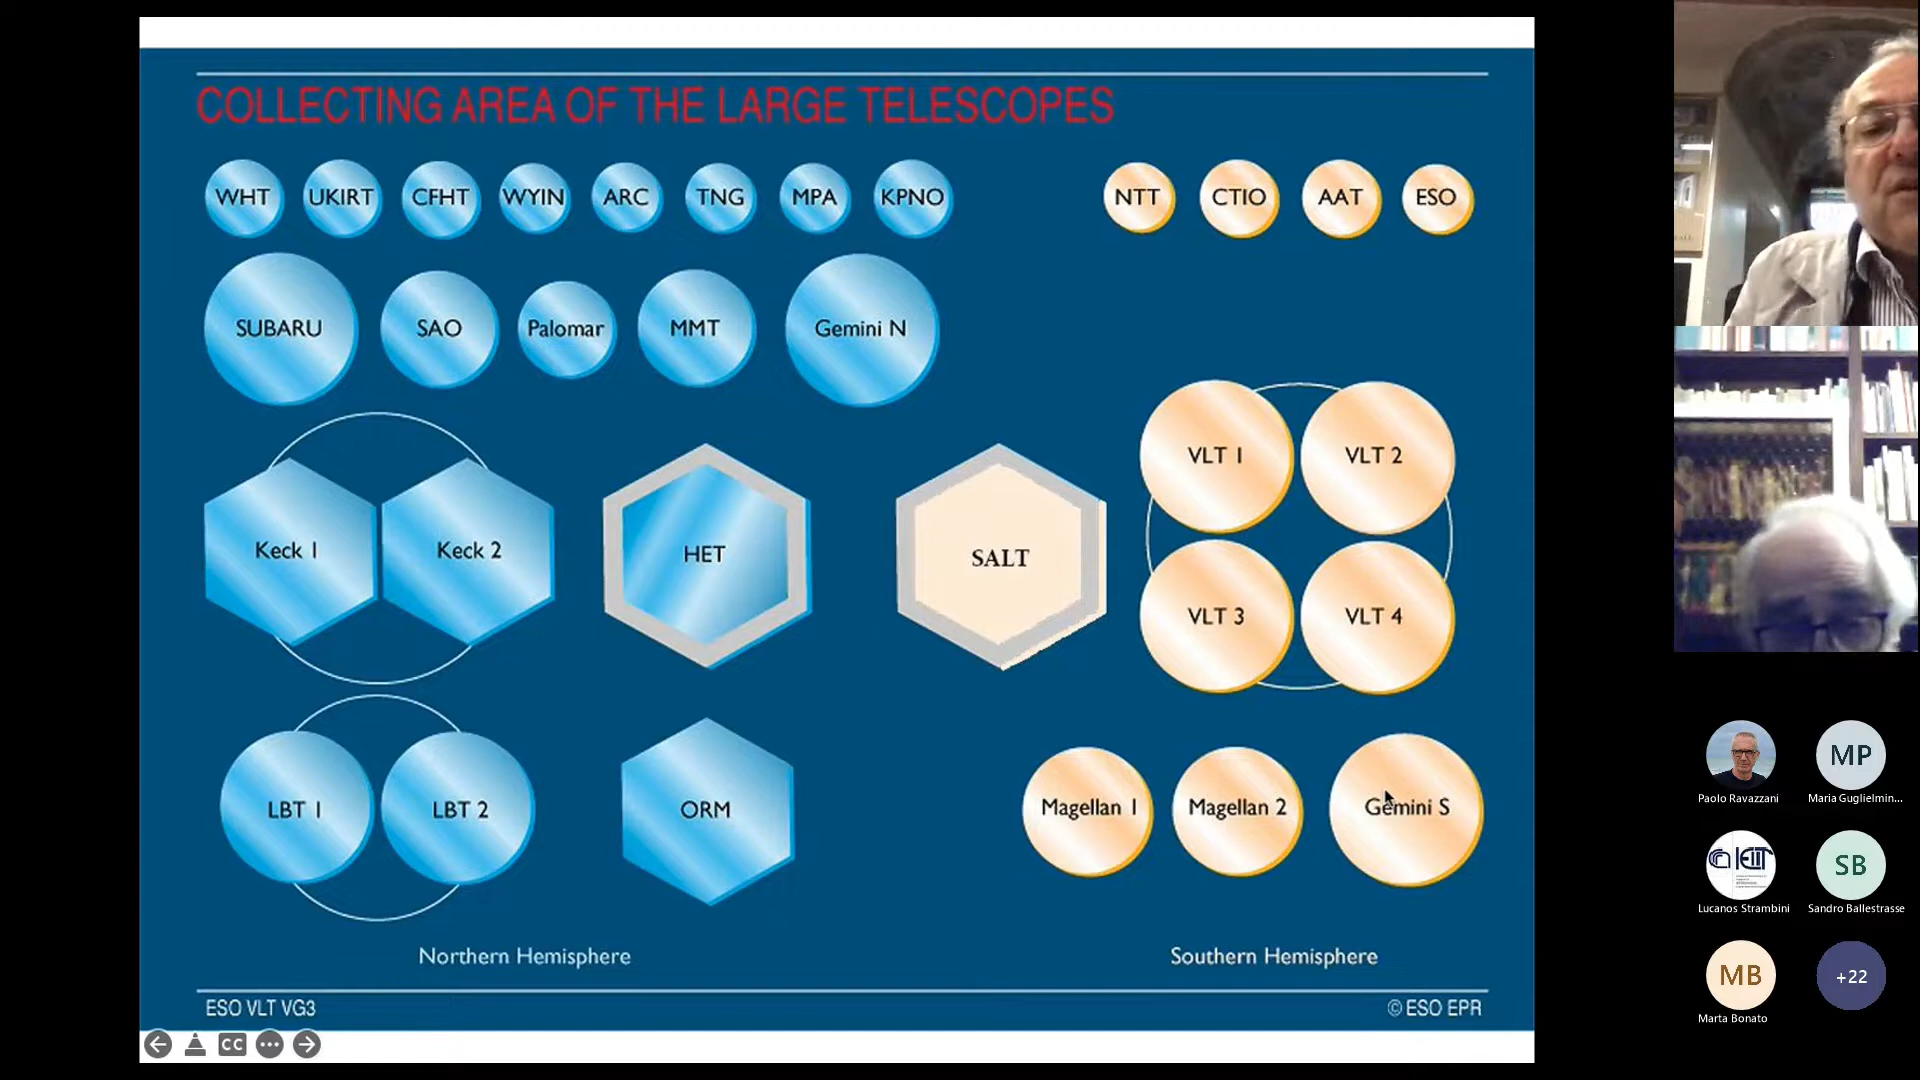 COLLECTING AREA OF THE LARGE TELESCOPES
WHT UKIRT CFHT WYIN ARC TNG MPA KPNO NTT CTIO AAT ESO
SUBARU SAO Palomar MMT Gemini N
VLT 1 VLT 2
Keck 1 Keck 2 HET SALT
VLT 3 VLT 4
LBT 1 LBT 2 ORM Magellan 1 Magellan 2 Gemini S
Northern Hemisphere Southern Hemisphere
ESO VLT VG3 © ESO EPR
CC
MP
Paolo Ravazzani Maria Guglielmin...
IEIIT SB
Lucanos Strambini Sandro Ballestrasse
MB +22
Marta Bonato